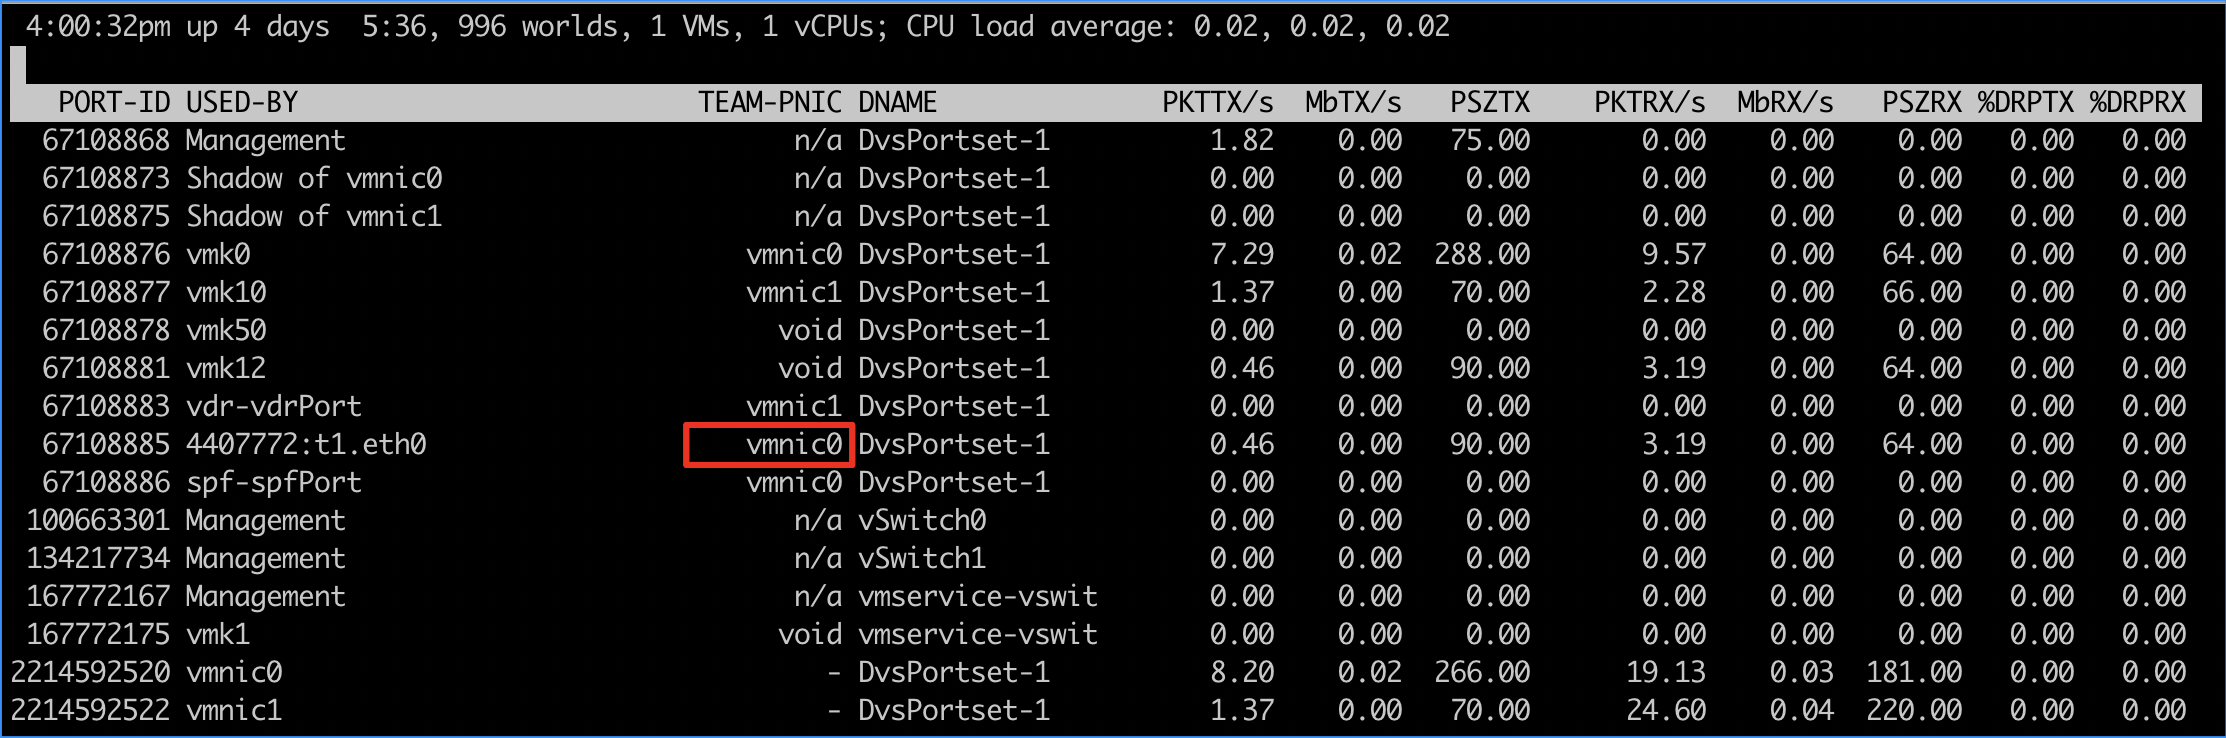 4:00:32pm up 4 days  5:36, 996 worlds, 1 VMs, 1 vCPUs; CPU load average: 0.02, 0.02, 0.02
PORT-ID USED-BY TEAM-PNIC DNAME PKTTX/s MbTX/s PSZTX PKTRX/s MbRX/s PSZRX %DRPTX %DRPRX
67108868 Management n/a DvsPortset-1 1.82 0.00 75.00 0.00 0.00 0.00 0.00 0.00
67108873 Shadow of vmnic0 n/a DvsPortset-1 0.00 0.00 0.00 0.00 0.00 0.00 0.00 0.00
67108875 Shadow of vmnic1 n/a DvsPortset-1 0.00 0.00 0.00 0.00 0.00 0.00 0.00 0.00
67108876 vmk0 vmnic0 DvsPortset-1 7.29 0.02 288.00 9.57 0.00 64.00 0.00 0.00
67108877 vmk10 vmnic1 DvsPortset-1 1.37 0.00 70.00 2.28 0.00 66.00 0.00 0.00
67108878 vmk50 void DvsPortset-1 0.00 0.00 0.00 0.00 0.00 0.00 0.00 0.00
67108881 vmk12 void DvsPortset-1 0.46 0.00 90.00 3.19 0.00 64.00 0.00 0.00
67108883 vdr-vdrPort vmnic1 DvsPortset-1 0.00 0.00 0.00 0.00 0.00 0.00 0.00 0.00
67108885 4407772:t1.eth0 vmnic0 DvsPortset-1 0.46 0.00 90.00 3.19 0.00 64.00 0.00 0.00
67108886 spf-spfPort vmnic0 DvsPortset-1 0.00 0.00 0.00 0.00 0.00 0.00 0.00 0.00
100663301 Management n/a vSwitch0 0.00 0.00 0.00 0.00 0.00 0.00 0.00 0.00
134217734 Management n/a vSwitch1 0.00 0.00 0.00 0.00 0.00 0.00 0.00 0.00
167772167 Management n/a vmservice-vswit 0.00 0.00 0.00 0.00 0.00 0.00 0.00 0.00
167772175 vmk1 void vmservice-vswit 0.00 0.00 0.00 0.00 0.00 0.00 0.00 0.00
2214592520 vmnic0 - DvsPortset-1 8.20 0.02 266.00 19.13 0.03 181.00 0.00 0.00
2214592522 vmnic1 - DvsPortset-1 1.37 0.00 70.00 24.60 0.04 220.00 0.00 0.00